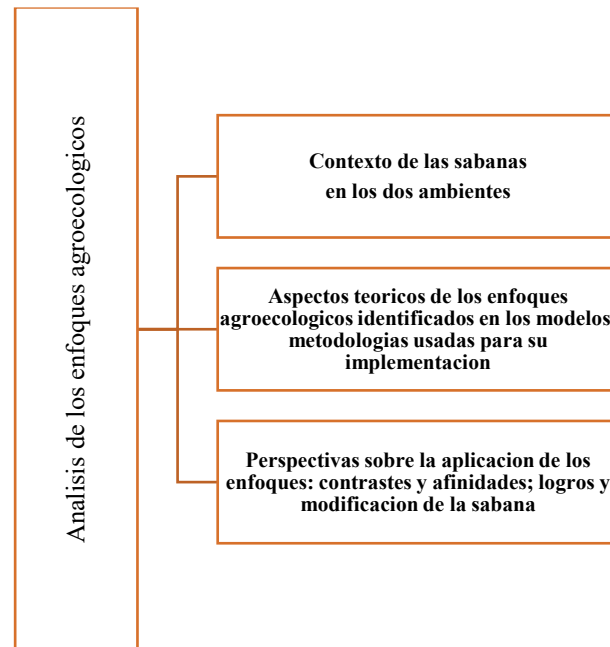 Analisis de los enfoques agroecologicos
Contexto de las sabanas
en los dos ambientes
Aspectos teoricos de los enfoques
agroecologicos identificados en los modelos
metodologias usadas para su
implementacion
Perspectivas sobre la aplicacion de los
enfoques: contrastes y afinidades; logros y
modificacion de la sabana